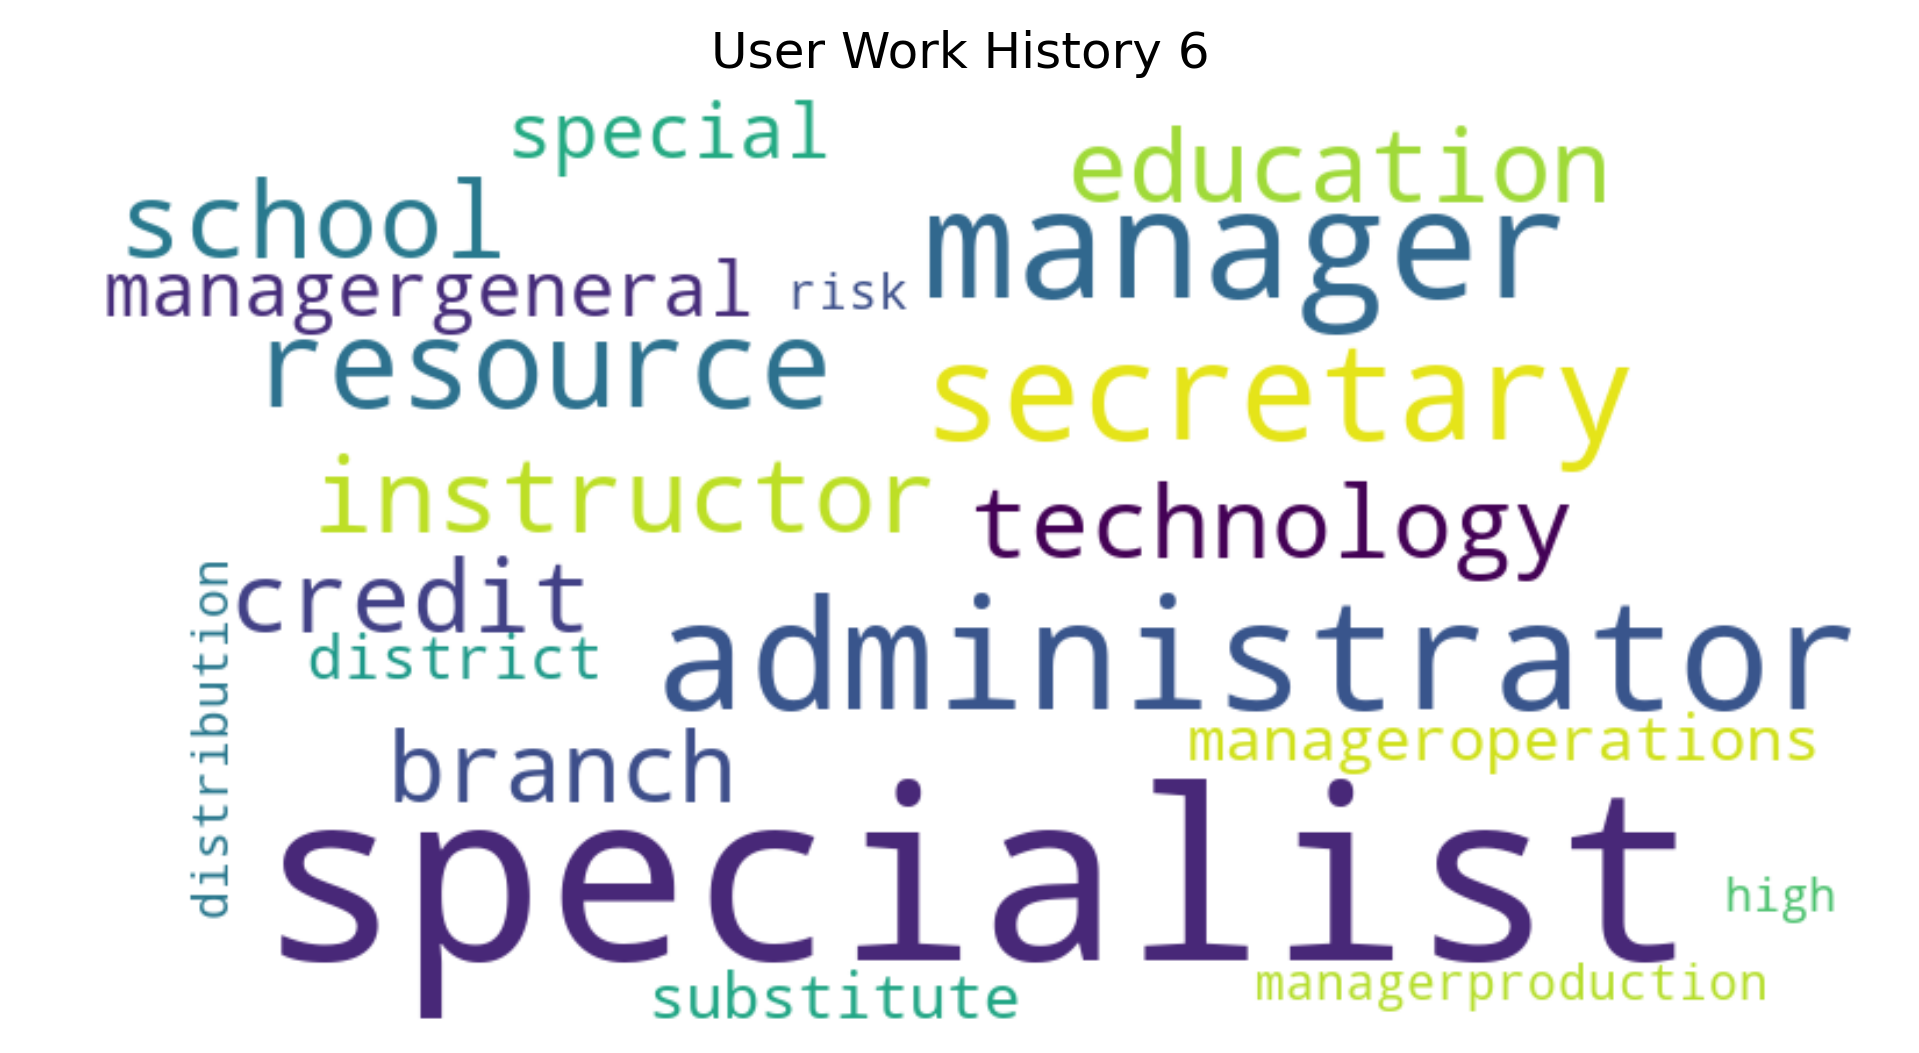 User Work History 6
special
education
school
manager
managergeneral
risk
resource
secretary
instructor
technology
credit
distribution
district
administrator
branch
manageroperations
specialist
high
substitute
managerproduction